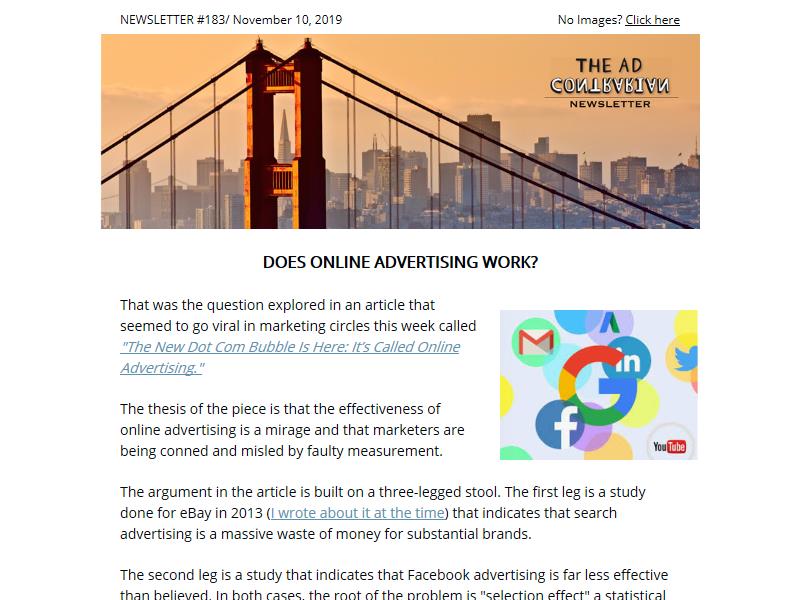 NEWSLETTER #183/ November 10, 2019
No Images? Click here
THE AD
CONTRARIAN
NEWSLETTER
DOES ONLINE ADVERTISING WORK?
That was the question explored in an article that
seemed to go viral in marketing circles this week called
"The New Dot Com Bubble Is Here: It's Called Online
Advertising."
in
f
YouTube
The thesis of the piece is that the effectiveness of
online advertising is a mirage and that marketers are
being conned and misled by faulty measurement.
The argument in the article is built on a three-legged stool. The first leg is a study
done for eBay in 2013 (I wrote about it at the time) that indicates that search
advertising is a massive waste of money for substantial brands.
The second leg is a study that indicates that Facebook advertising is far less effective
than believed. In both cases, the root of the problem is "selection effect" a statistical